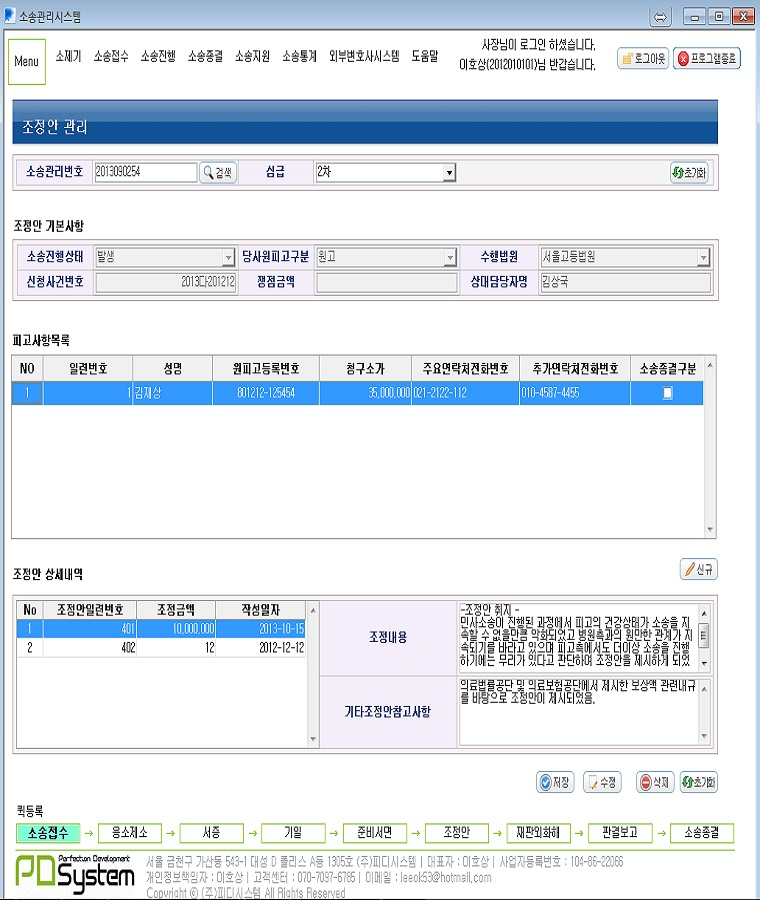 소송관리시스템
Menu 소제기 소송접수 소송진행 소송종결 소송지원 소송통계 외부변호사시스템 도움말
사장님이 로그인 하셨습니다.
이호상(2012010101)님 반갑습니다.
로그아웃 프로그램종료
조정안 관리
소송관리번호 2013090254 검색 심급 2차 초기화
조정안 기본사항
소송진행상태 발생 당사원피고구분 원고 수행법원 서울고등법원
신청사건번호 2013다201212 쟁점금액 상대담당자명 김상국
피고사항목록
NO 일련번호 성명 원피고등록번호 청구소가 주요연락처전화번호 추가연락처전화번호 소송종결구분
1 1 김재상 801212-125454 35,000,000 021-2122-112 010-4587-4455
조정안 상세내역
신규
No 조정안일련번호 조정금액 작성일자
1 401 10,000,000 2013-10-15
2 402 12 2012-12-12
조정내용
-조정안 취지 -
민사소송이 진행된 과정에서 피고의 건강상태가 소송을 지
속할 수 없을만큼 악화되었고 병원측과의 원만한 관계가 지
속되기를 바라고 있으며 피고측에서도 더이상 소송을 진행
하기에는 무리가 있다고 판단하여 조정안을 제시하게 되었
기타조정안참고사항
의료법률공단 및 의료보험공단에서 제시한 보상액 관련내규
를 바탕으로 조정안이 제시되었음.
저장 수정 삭제 초기화
퀵등록
소송접수 → 응소제소 → 서증 → 기일 → 준비서면 → 조정안 → 재판외화해 → 판결보고 → 소송종결
Perfection Development
PD System
서울 금천구 가산동 543-1 대성 D 폴리스 A동 1305호 (주)피디시스템 | 대표자 : 이호상 | 사업자등록번호 : 104-86-22066
개인정보책임자 : 이호상 | 고객센터 : 070-7097-6785 | 이메일 : leeok53@hotmail.com
Copyright ⓒ (주)피디시스템 All Rights Reserved